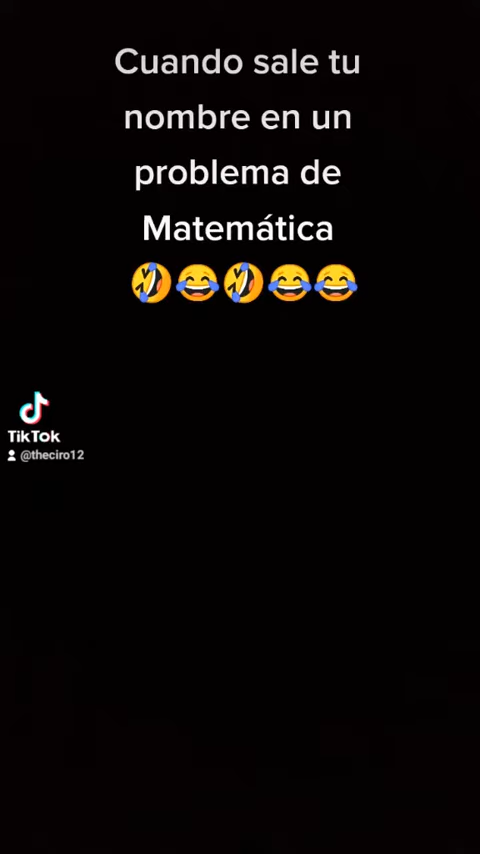 Cuando sale tu
nombre en un
problema de
Matemática
🤣😂🤣😂😂
TikTok
@theciro12